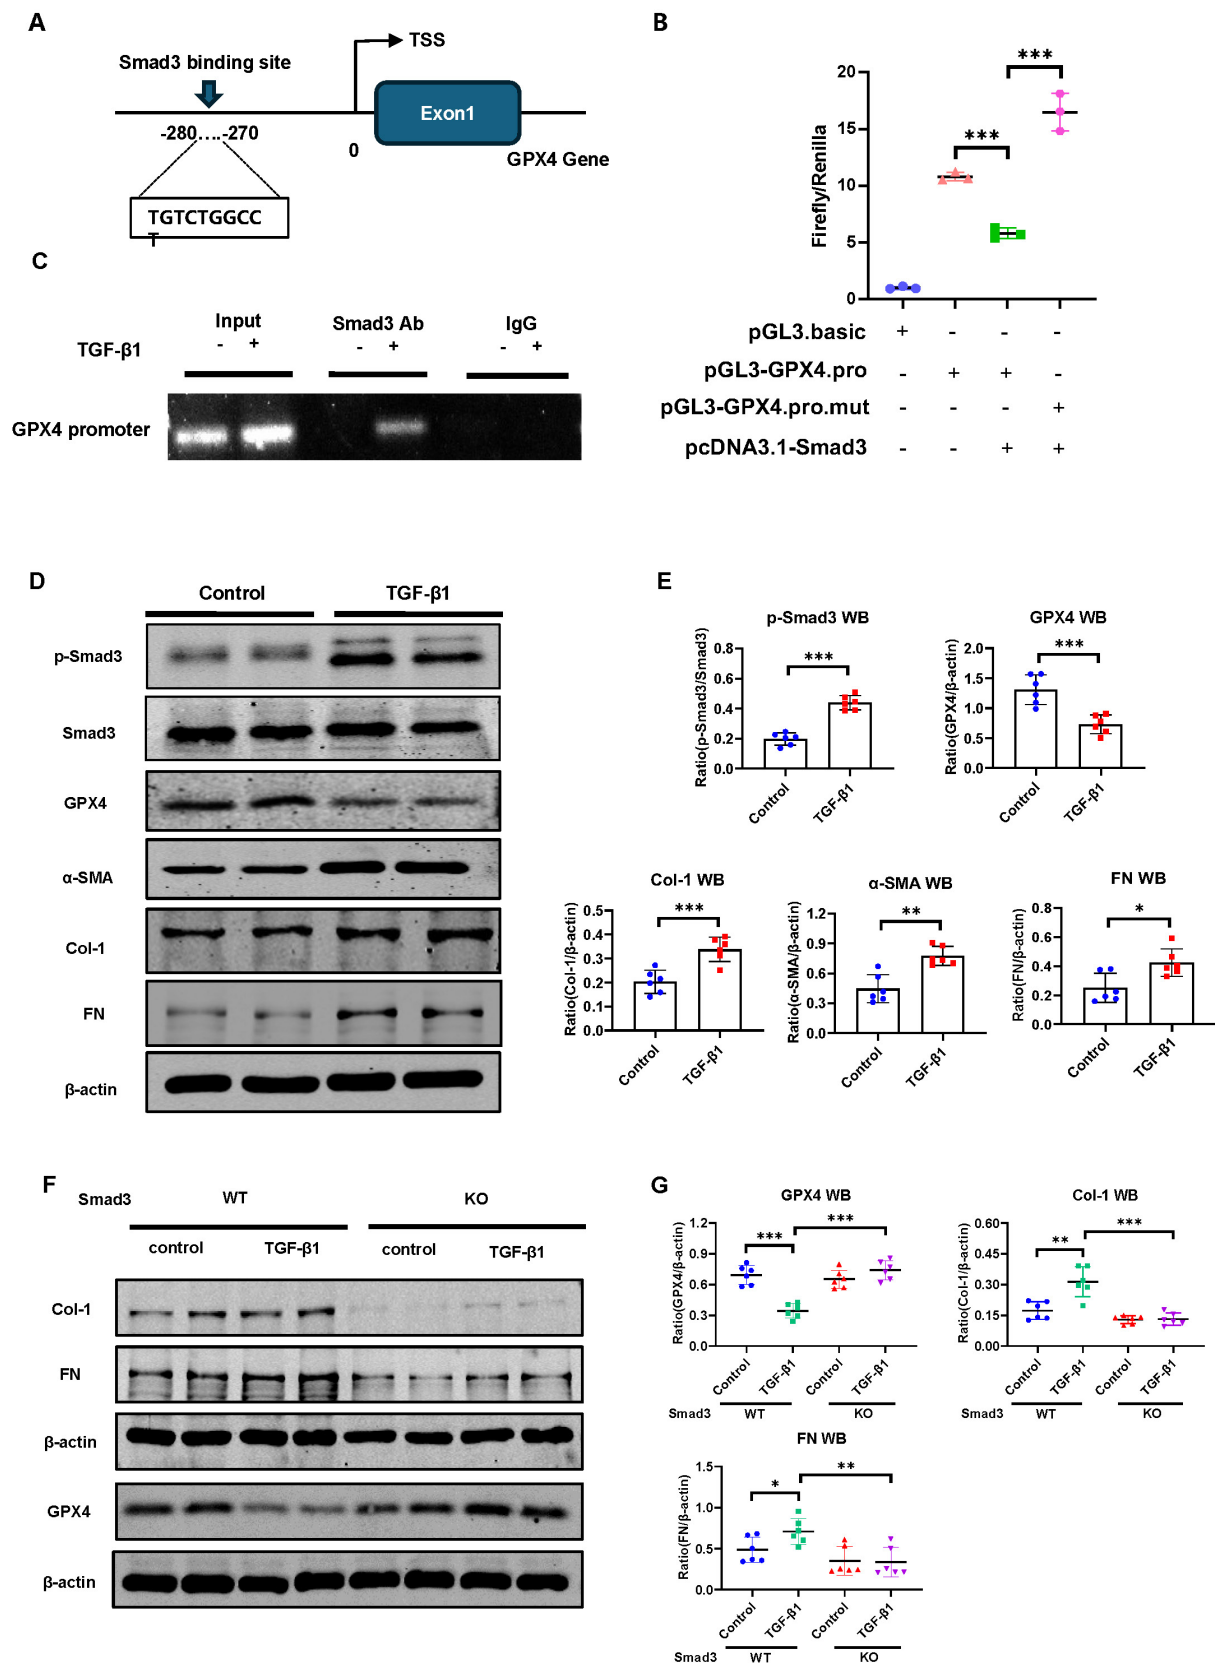 A
TSS
Smad3 binding site
Exon1
-280....-270
0
GPX4 Gene
TGTCTGGCC
T
B
***
***
20
15
10
5
0
Firefly/Renilla
pGL3.basic + - - -
pGL3-GPX4.pro - + + -
pGL3-GPX4.pro.mut - - - +
pcDNA3.1-Smad3 - - + +
C
Input Smad3 Ab IgG
TGF-β1 - + - + - +
GPX4 promoter
D
Control TGF-β1
p-Smad3
Smad3
GPX4
α-SMA
Col-1
FN
β-actin
E
p-Smad3 WB
***
Ratio(p-Smad3/Smad3)
0.8
0.6
0.4
0.2
0.0
Control
TGF-β1
GPX4 WB
***
Ratio(GPX4/β-actin)
2.0
1.5
1.0
0.5
0.0
Control
TGF-β1
Col-1 WB
***
Ratio(Col-1/β-actin)
0.5
0.4
0.3
0.2
0.1
0.0
Control
TGF-β1
α-SMA WB
**
Ratio(α-SMA/β-actin)
1.2
0.9
0.6
0.3
0.0
Control
TGF-β1
FN WB
*
Ratio(FN/β-actin)
0.8
0.6
0.4
0.2
0.0
Control
TGF-β1
F
Smad3 WT KO
control TGF-β1 control TGF-β1
Col-1
FN
β-actin
GPX4
β-actin
G
GPX4 WB
***
***
Ratio(GPX4/β-actin)
1.2
0.9
0.6
0.3
0.0
Control
TGF-β1
Control
TGF-β1
Smad3 WT KO
Col-1 WB
***
**
Ratio(Col-1/β-actin)
0.60
0.45
0.30
0.15
0.00
Control
TGF-β1
Control
TGF-β1
Smad3 WT KO
FN WB
**
*
Ratio(FN/β-actin)
1.5
1.0
0.5
0.0
Control
TGF-β1
Control
TGF-β1
Smad3 WT KO